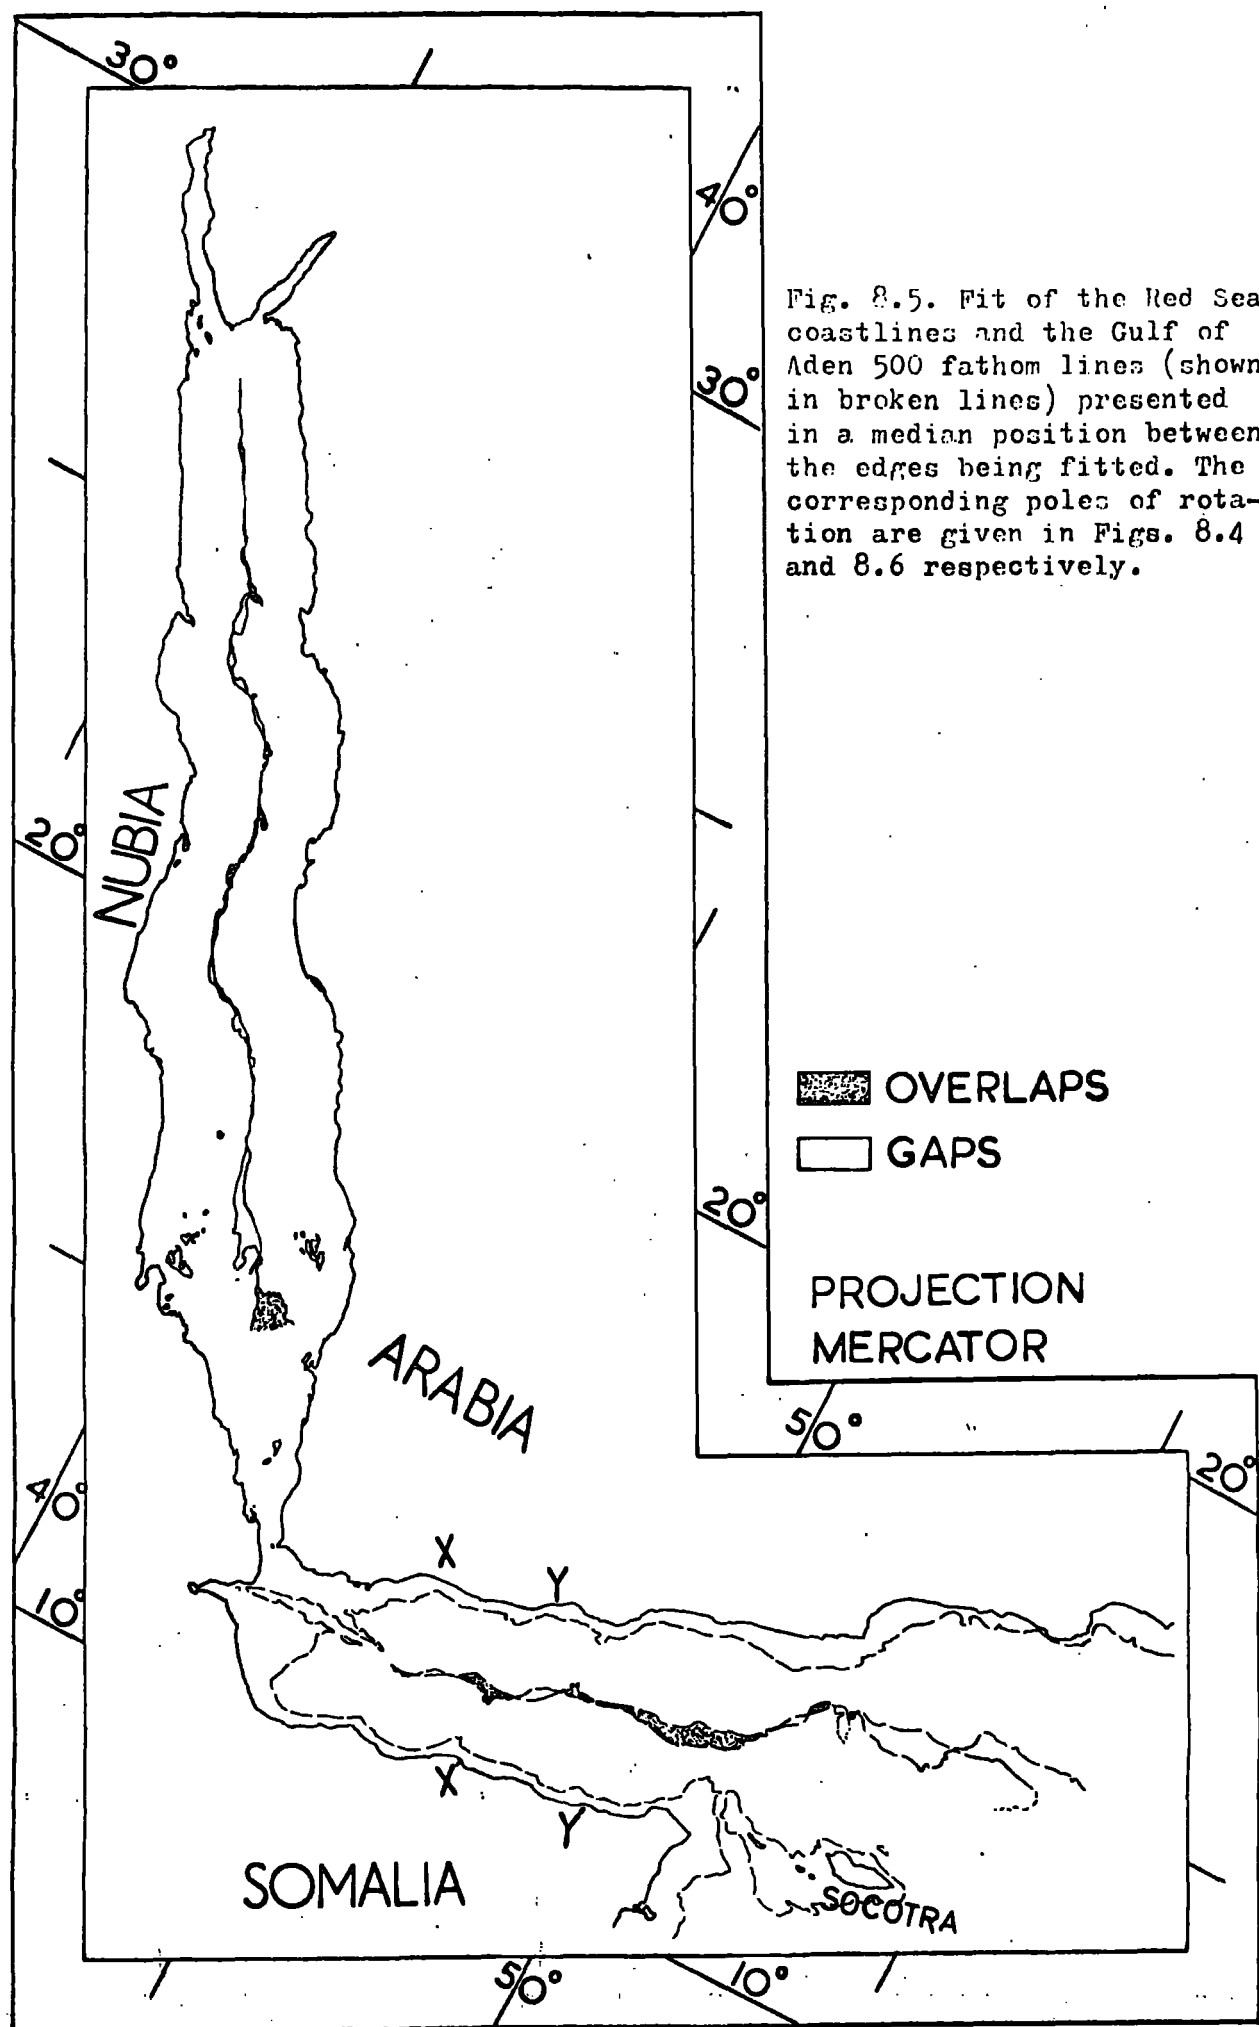 30°
40°
Fig. 8.5. Fit of the Red Sea
coastlines and the Gulf of
Aden 500 fathom lines (shown
in broken lines) presented
in a median position between
the edges being fitted. The
corresponding poles of rota-
tion are given in Figs. 8.4
and 8.6 respectively.
30°
NUBIA
20°
OVERLAPS
GAPS
20°
PROJECTION
MERCATOR
ARABIA
50°
20°
40°
10°
X
Y
X
Y
SOMALIA
SOCOTRA
50°
10°